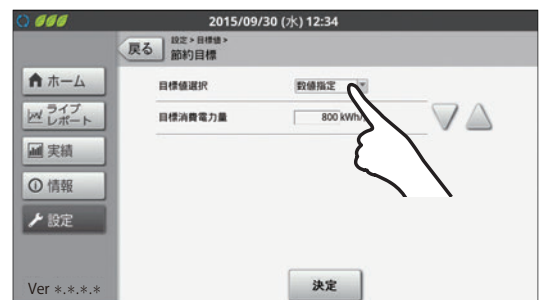 2015/09/30 (水) 12:34
戻る
設定 > 目標値 >
節約目標
ホーム
ライブ
レポート
実績
情報
設定
Ver *.*.*.*
目標値選択
数値指定
目標消費電力量
800 kWh/
決定